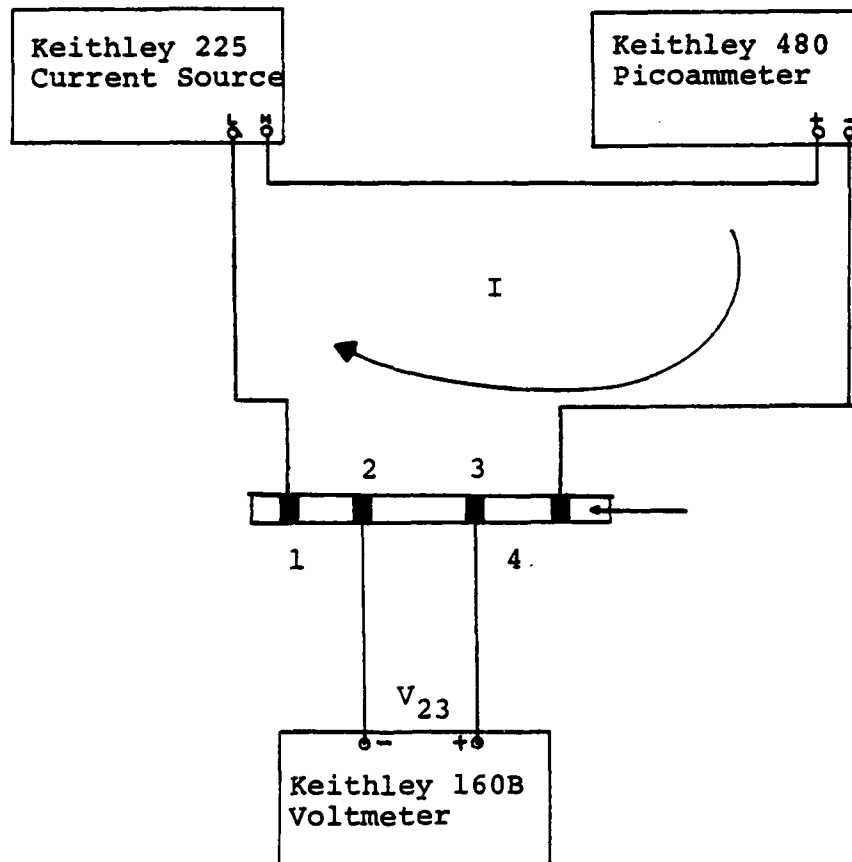 Keithley 225
Current Source
L H
Keithley 480
Picoammeter
+ -
I
2 3
1 4
V23
- +
Keithley 160B
Voltmeter